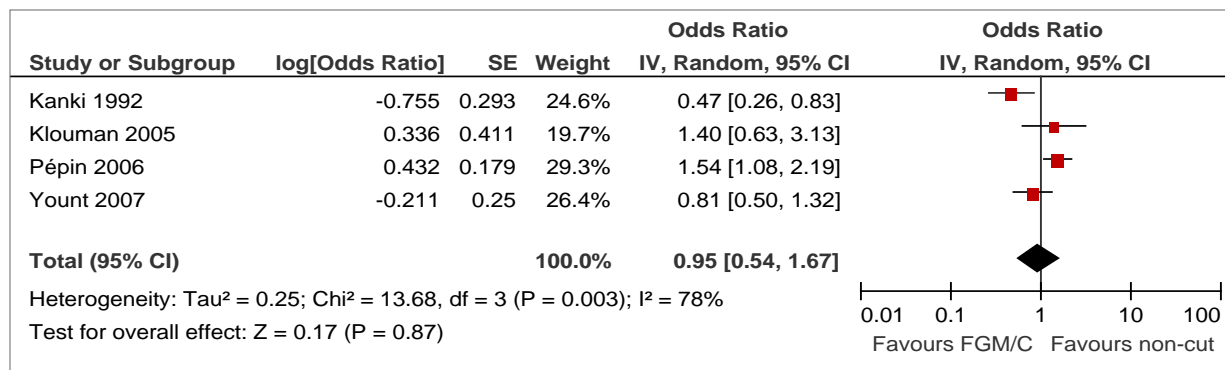 Odds Ratio Odds Ratio
Study or Subgroup log[Odds Ratio] SE Weight IV, Random, 95% CI IV, Random, 95% CI
Kanki 1992 -0.755 0.293 24.6% 0.47 [0.26, 0.83]
Klouman 2005 0.336 0.411 19.7% 1.40 [0.63, 3.13]
Pépin 2006 0.432 0.179 29.3% 1.54 [1.08, 2.19]
Yount 2007 -0.211 0.25 26.4% 0.81 [0.50, 1.32]
Total (95% CI) 100.0% 0.95 [0.54, 1.67]
Heterogeneity: Tau² = 0.25; Chi² = 13.68, df = 3 (P = 0.003); I² = 78%
Test for overall effect: Z = 0.17 (P = 0.87)
0.01 0.1 1 10 100
Favours FGM/C Favours non-cut